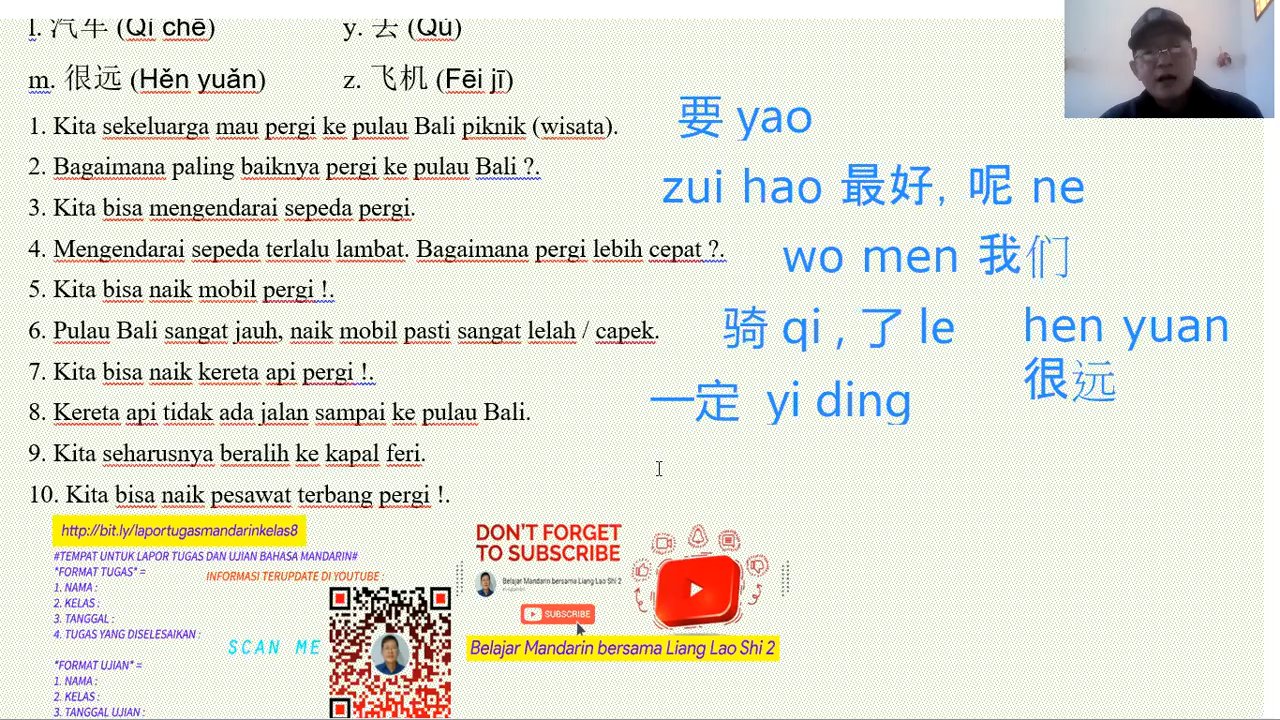 l. 汽车 (Qì chē)
y. 去 (Qù)
m. 很远 (Hěn yuǎn)
z. 飞机 (Fēi jī)
1. Kita sekeluarga mau pergi ke pulau Bali piknik (wisata).
2. Bagaimana paling baiknya pergi ke pulau Bali ?.
3. Kita bisa mengendarai sepeda pergi.
4. Mengendarai sepeda terlalu lambat. Bagaimana pergi lebih cepat ?.
5. Kita bisa naik mobil pergi !.
6. Pulau Bali sangat jauh, naik mobil pasti sangat lelah / capek.
7. Kita bisa naik kereta api pergi !.
8. Kereta api tidak ada jalan sampai ke pulau Bali.
9. Kita seharusnya beralih ke kapal feri.
10. Kita bisa naik pesawat terbang pergi !.
要 yao
zui hao 最好, 呢 ne
wo men 我们
骑 qi , 了 le
hen yuan
很远
一定 yi ding
http://bit.ly/laportugasmandarinkelas8
#TEMPAT UNTUK LAPOR TUGAS DAN UJIAN BAHASA MANDARIN#
*FORMAT TUGAS* =
1. NAMA :
2. KELAS :
3. TANGGAL :
4. TUGAS YANG DISELESAIKAN :
*FORMAT UJIAN* =
1. NAMA :
2. KELAS :
3. TANGGAL UJIAN :
INFORMASI TERUPDATE DI YOUTUBE :
SCAN ME
DON'T FORGET
TO SUBSCRIBE
Belajar Mandarin bersama Liang Lao Shi 2
SUBSCRIBE
Belajar Mandarin bersama Liang Lao Shi 2